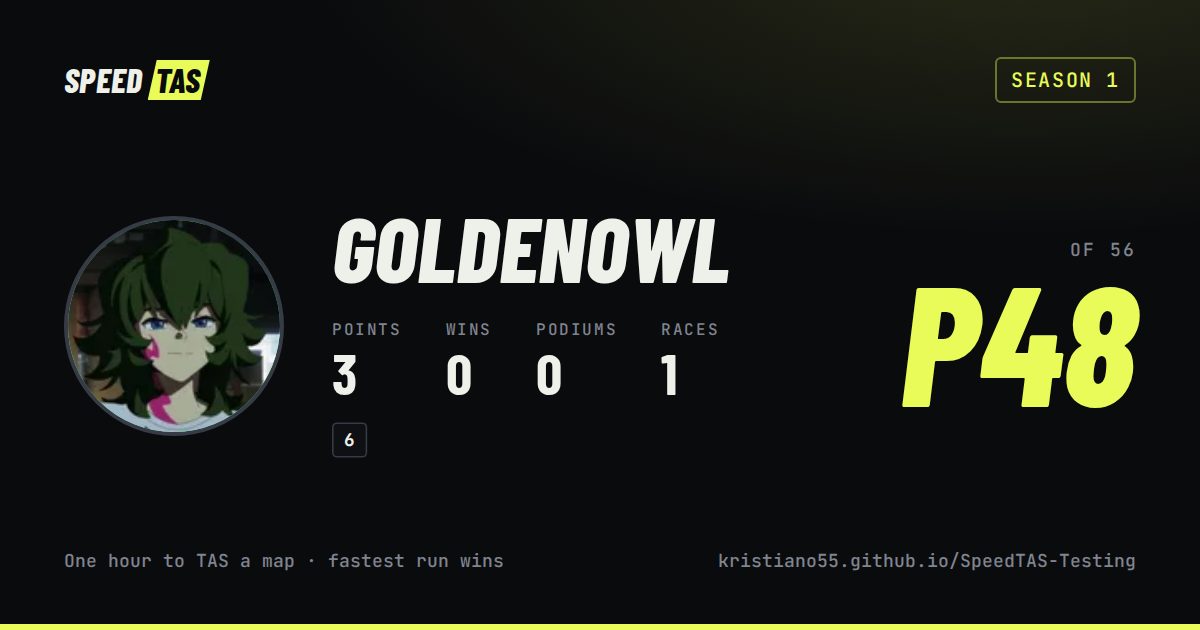 SPEED TAS
SEASON 1
GOLDENOWL
OF 56
P48
POINTS WINS PODIUMS RACES
3 0 0 1
6
One hour to TAS a map · fastest run wins
kristiano55.github.io/SpeedTAS-Testing